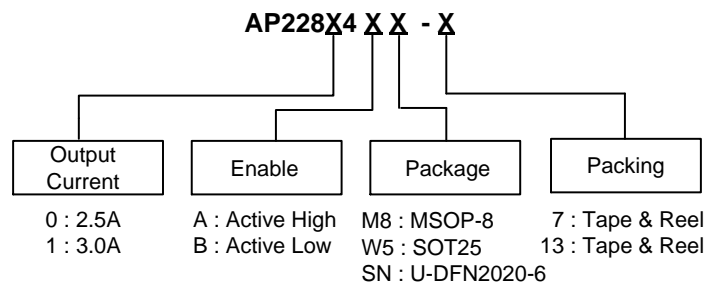 AP228X4 X X - X
Output
Current
Enable
Package
Packing
0 : 2.5A
1 : 3.0A
A : Active High
B : Active Low
M8 : MSOP-8
W5 : SOT25
SN : U-DFN2020-6
7 : Tape & Reel
13 : Tape & Reel